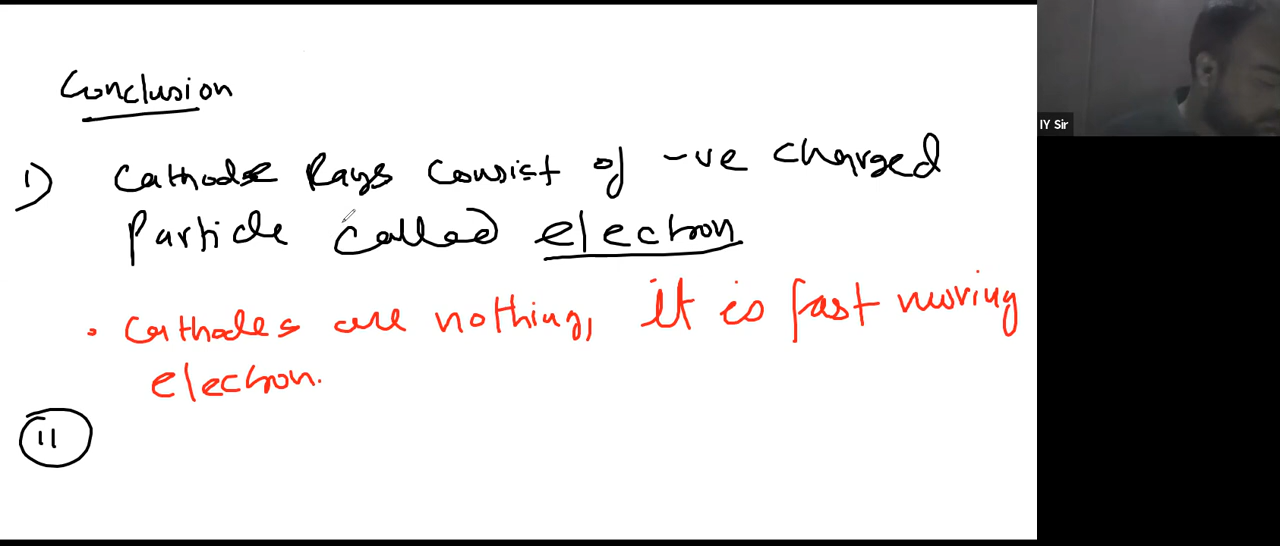 Conclusion
1) Cathode Rays consist of -ve charged
Particle called electron
• Cathodes are nothing, it is fast moving
electron.
11
IY Sir